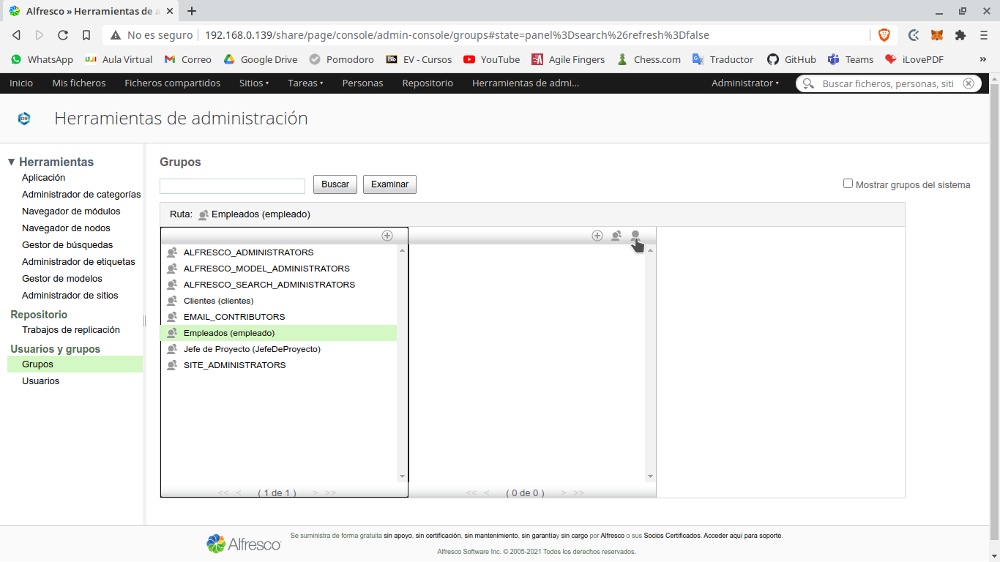 Alfresco » Herramientas de a
No es seguro 192.168.0.139/share/page/console/admin-console/groups#state=panel%3Dsearch%26refresh%3Dfalse
WhatsApp Aula Virtual Correo Google Drive Pomodoro Bb EV - Cursos YouTube Agile Fingers Chess.com Traductor GitHub Teams iLovePDF »
Inicio Mis ficheros Ficheros compartidos Sitios Tareas Personas Repositorio Herramientas de admi... Administrator Buscar ficheros, personas, siti
Herramientas de administración
Herramientas
Aplicación
Administrador de categorías
Navegador de módulos
Navegador de nodos
Gestor de búsquedas
Administrador de etiquetas
Gestor de modelos
Administrador de sitios
Repositorio
Trabajos de replicación
Usuarios y grupos
Grupos
Usuarios
Grupos
Buscar Examinar Mostrar grupos del sistema
Ruta: Empleados (empleado)
ALFRESCO_ADMINISTRATORS
ALFRESCO_MODEL_ADMINISTRATORS
ALFRESCO_SEARCH_ADMINISTRATORS
Clientes (clientes)
EMAIL_CONTRIBUTORS
Empleados (empleado)
Jefe de Proyecto (JefeDeProyecto)
SITE_ADMINISTRATORS
<< < ( 1 de 1 ) > >> << < ( 0 de 0 ) > >>
Alfresco
Se suministra de forma gratuita sin apoyo, sin certificación, sin mantenimiento, sin garantíay sin cargo por Alfresco o sus Socios Certificados. Acceder aquí para soporte.
Alfresco Software Inc. © 2005-2021 Todos los derechos reservados.